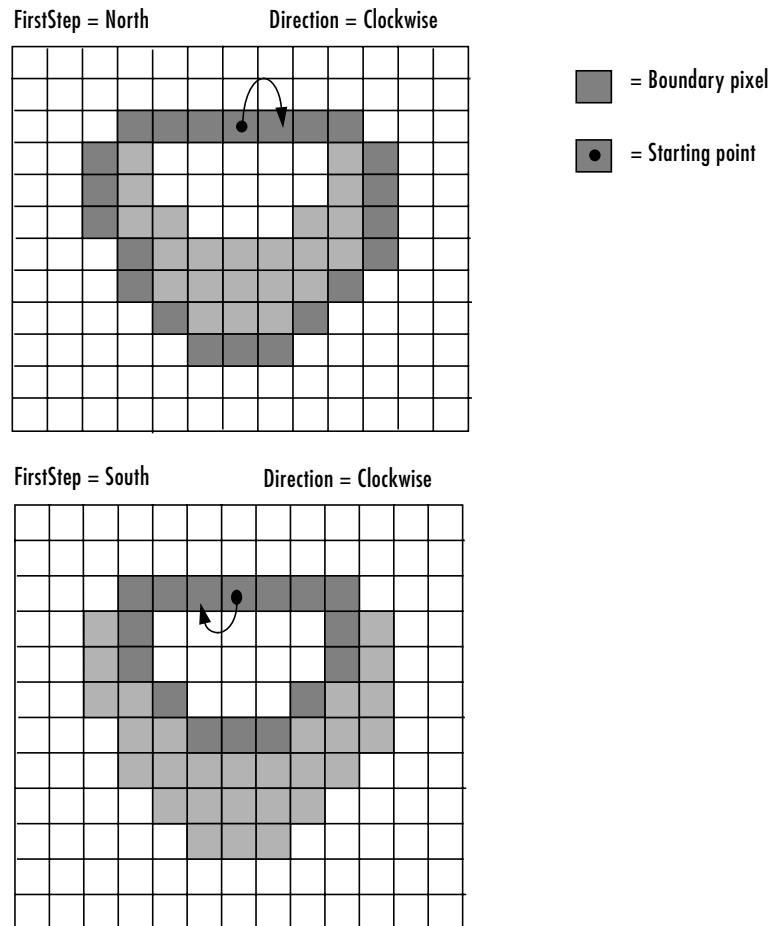 FirstStep = North
Direction = Clockwise
= Boundary pixel
= Starting point
FirstStep = South
Direction = Clockwise